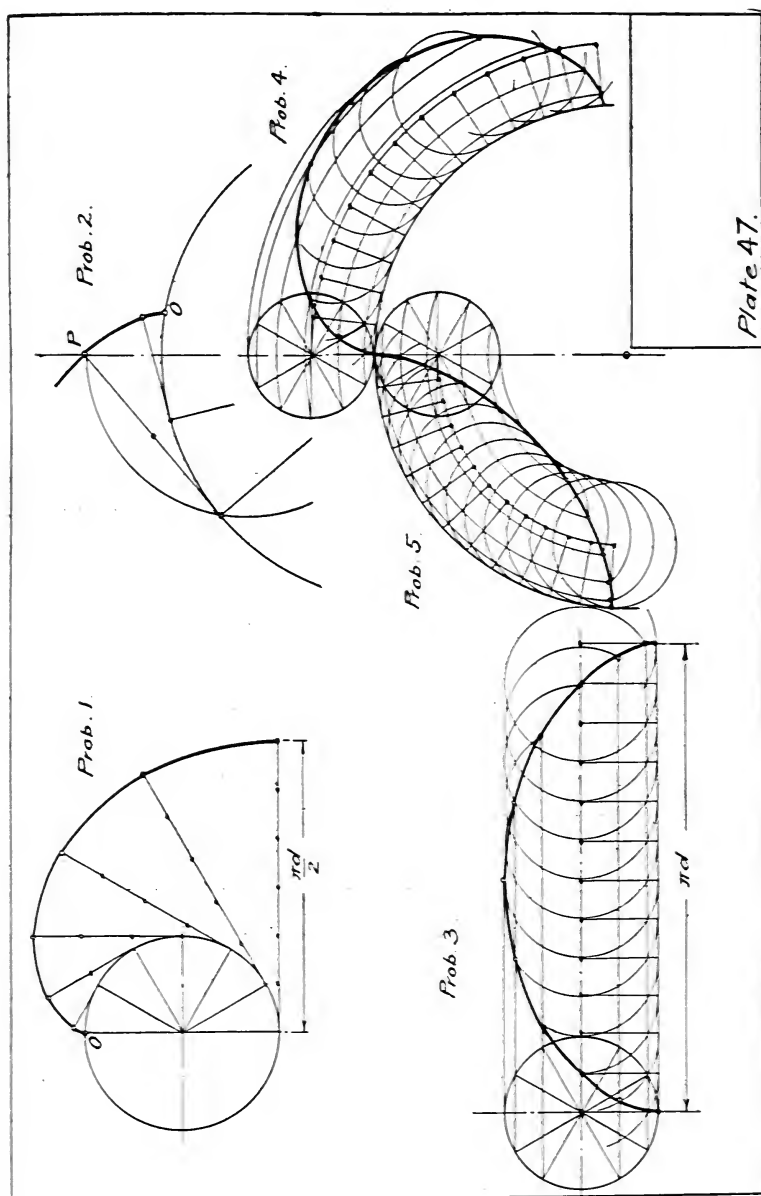 Prob. 1.
O
πd
2
Prob. 2.
P
O
Prob. 3.
πd
Prob. 4.
Prob. 5.
Plate 47.